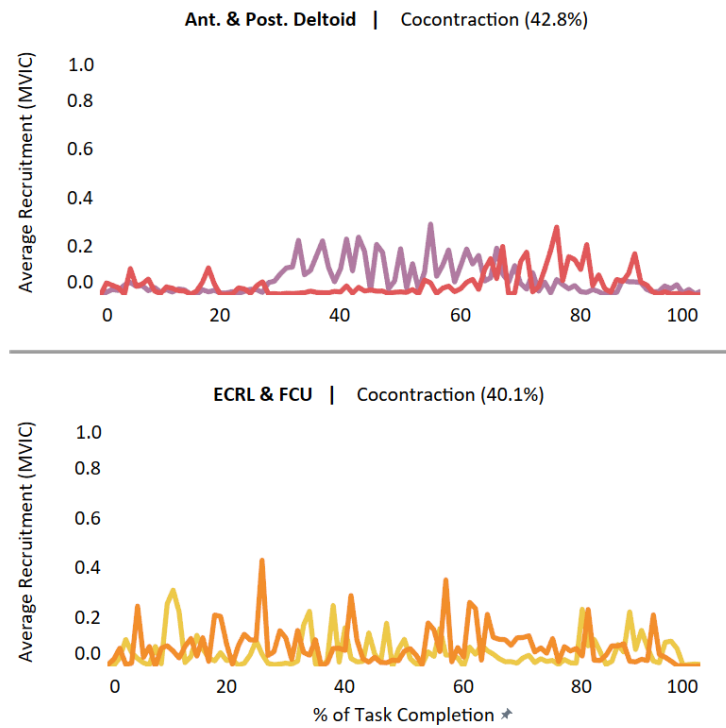 Ant. & Post. Deltoid | Cocontraction (42.8%)
Average Recruitment (MVIC)
1.0
0.8
0.6
0.4
0.2
0.0
0 20 40 60 80 100
ECRL & FCU | Cocontraction (40.1%)
Average Recruitment (MVIC)
1.0
0.8
0.6
0.4
0.2
0.0
0 20 40 60 80 100
% of Task Completion